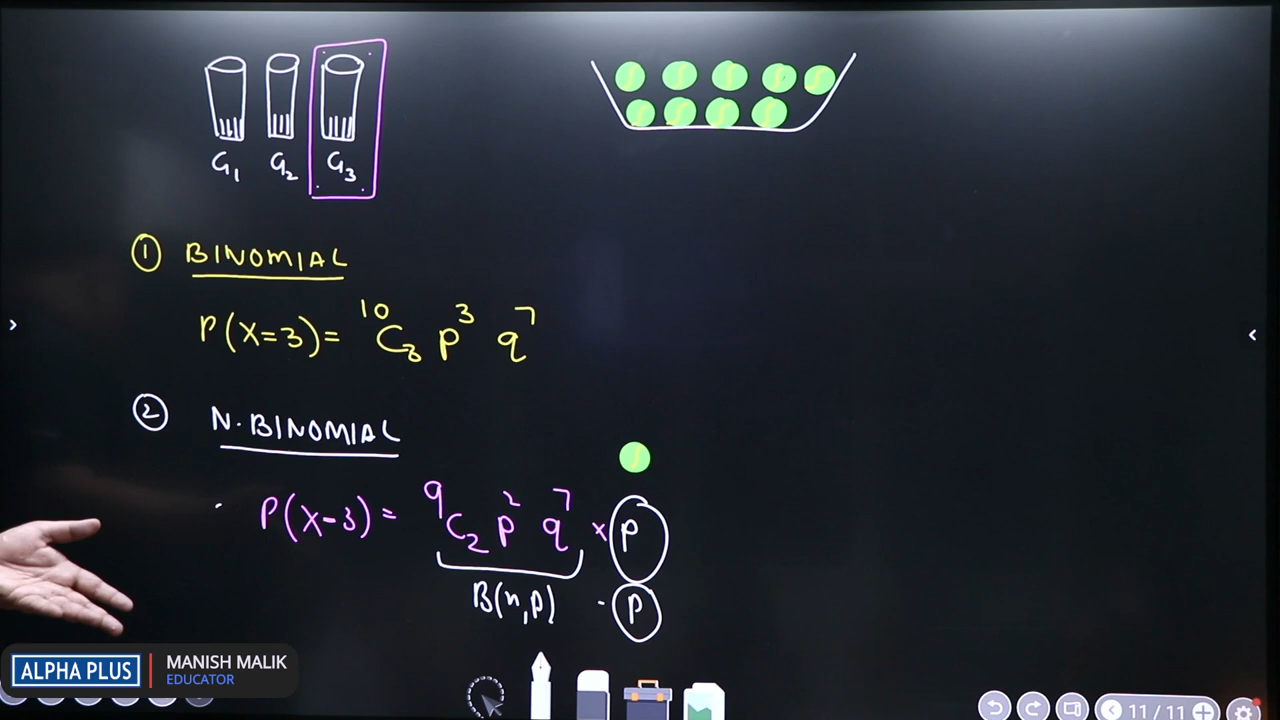 G₁ G₂ G₃
① BINOMIAL
P(X=3)= ¹⁰C₃ p³ q⁷
② N. BINOMIAL
P(X-3)= ⁹C₂ p² q⁷ × p
B(n,p) · p
ALPHA PLUS | MANISH MALIK
EDUCATOR
11/11